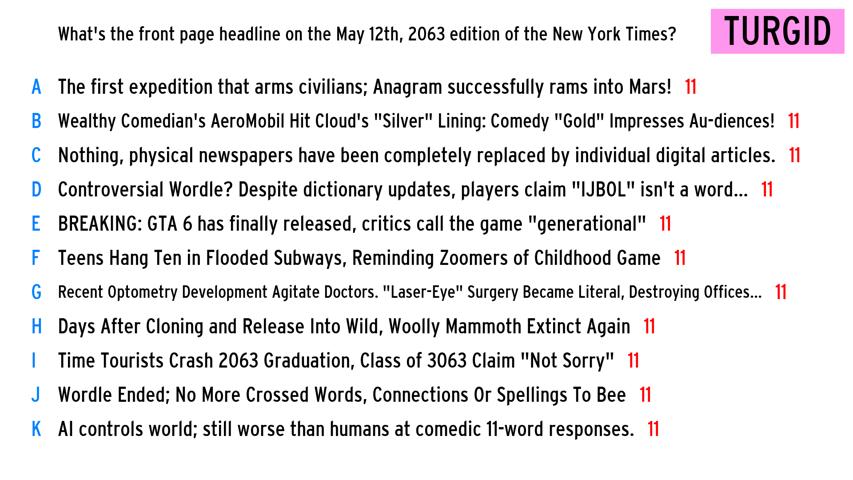 What's the front page headline on the May 12th, 2063 edition of the New York Times?
TURGID
A The first expedition that arms civilians; Anagram successfully rams into Mars! 11
B Wealthy Comedian's AeroMobil Hit Cloud's "Silver" Lining: Comedy "Gold" Impresses Au-diences! 11
C Nothing, physical newspapers have been completely replaced by individual digital articles. 11
D Controversial Wordle? Despite dictionary updates, players claim "IJBOL" isn't a word... 11
E BREAKING: GTA 6 has finally released, critics call the game "generational" 11
F Teens Hang Ten in Flooded Subways, Reminding Zoomers of Childhood Game 11
G Recent Optometry Development Agitate Doctors. "Laser-Eye" Surgery Became Literal, Destroying Offices... 11
H Days After Cloning and Release Into Wild, Woolly Mammoth Extinct Again 11
I Time Tourists Crash 2063 Graduation, Class of 3063 Claim "Not Sorry" 11
J Wordle Ended; No More Crossed Words, Connections Or Spellings To Bee 11
K AI controls world; still worse than humans at comedic 11-word responses. 11